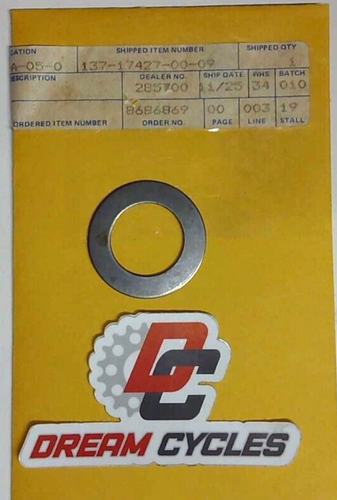 CATION SHIPPED ITEM NUMBER SHIPPED QTY
A-05-0 137-17427-00-09 1
DESCRIPTION DEALER NO. SHIP DATE WHS BATCH
285700 11/25 34 010
8686869 00 003 19
ORDERED ITEM NUMBER ORDER NO. PAGE LINE STALL
DC
DREAM CYCLES